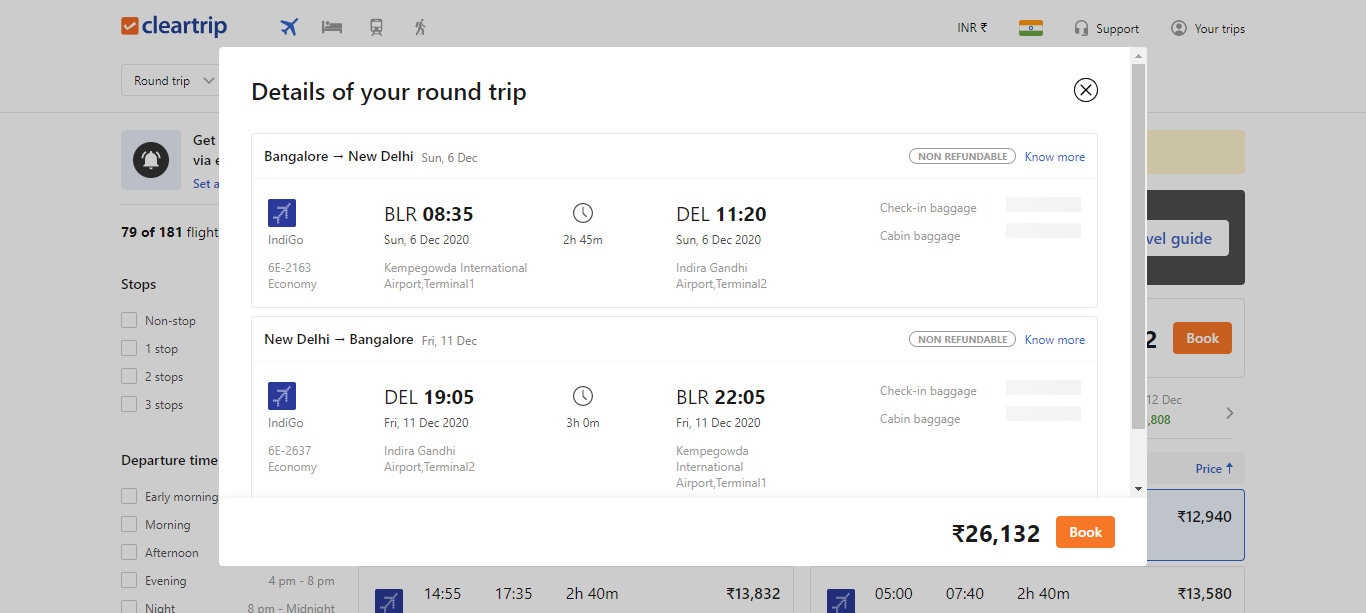 cleartrip
INR ₹
Support
Your trips
Round trip
Details of your round trip
Get
via e
Set a
Bangalore → New Delhi Sun, 6 Dec
NON REFUNDABLE Know more
IndiGo
6E-2163
Economy
BLR 08:35
Sun, 6 Dec 2020
Kempegowda International
Airport,Terminal1
2h 45m
DEL 11:20
Sun, 6 Dec 2020
Indira Gandhi
Airport,Terminal2
Check-in baggage
Cabin baggage
New Delhi → Bangalore Fri, 11 Dec
NON REFUNDABLE Know more
IndiGo
6E-2637
Economy
DEL 19:05
Fri, 11 Dec 2020
Indira Gandhi
Airport,Terminal2
3h 0m
BLR 22:05
Fri, 11 Dec 2020
Kempegowda
International
Airport,Terminal1
Check-in baggage
Cabin baggage
₹26,132 Book
79 of 181 flight
Stops
Non-stop
1 stop
2 stops
3 stops
Departure time
Early morning
Morning
Afternoon
Evening 4 pm - 8 pm
Night 8 pm - Midnight
vel guide
2 Book
12 Dec
,808
Price ↑
₹12,940
14:55 17:35 2h 40m ₹13,832
05:00 07:40 2h 40m ₹13,580